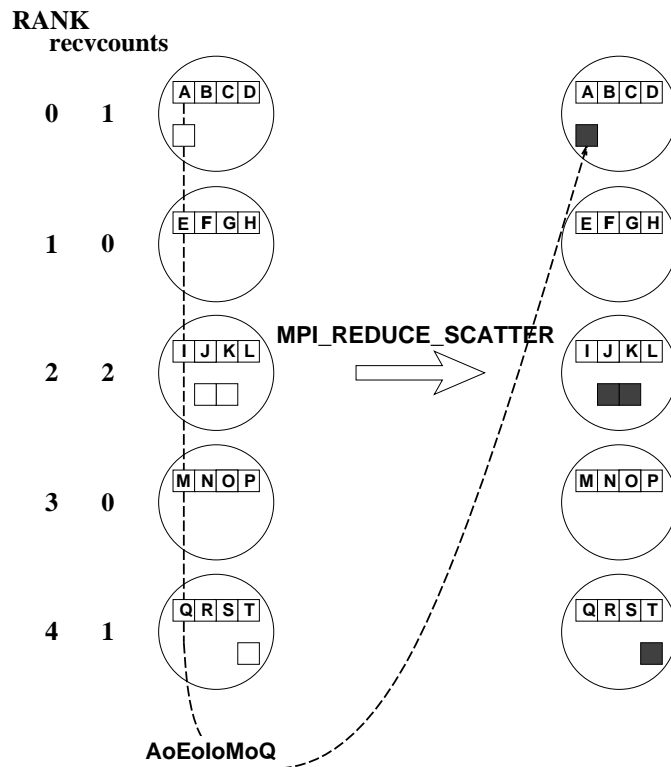 RANK
recvcounts
A B C D
A B C D
0 1
E F G H
E F G H
1 0
MPI_REDUCE_SCATTER
I J K L
I J K L
2 2
M N O P
M N O P
3 0
Q R S T
Q R S T
4 1
AoEoIoMoQ